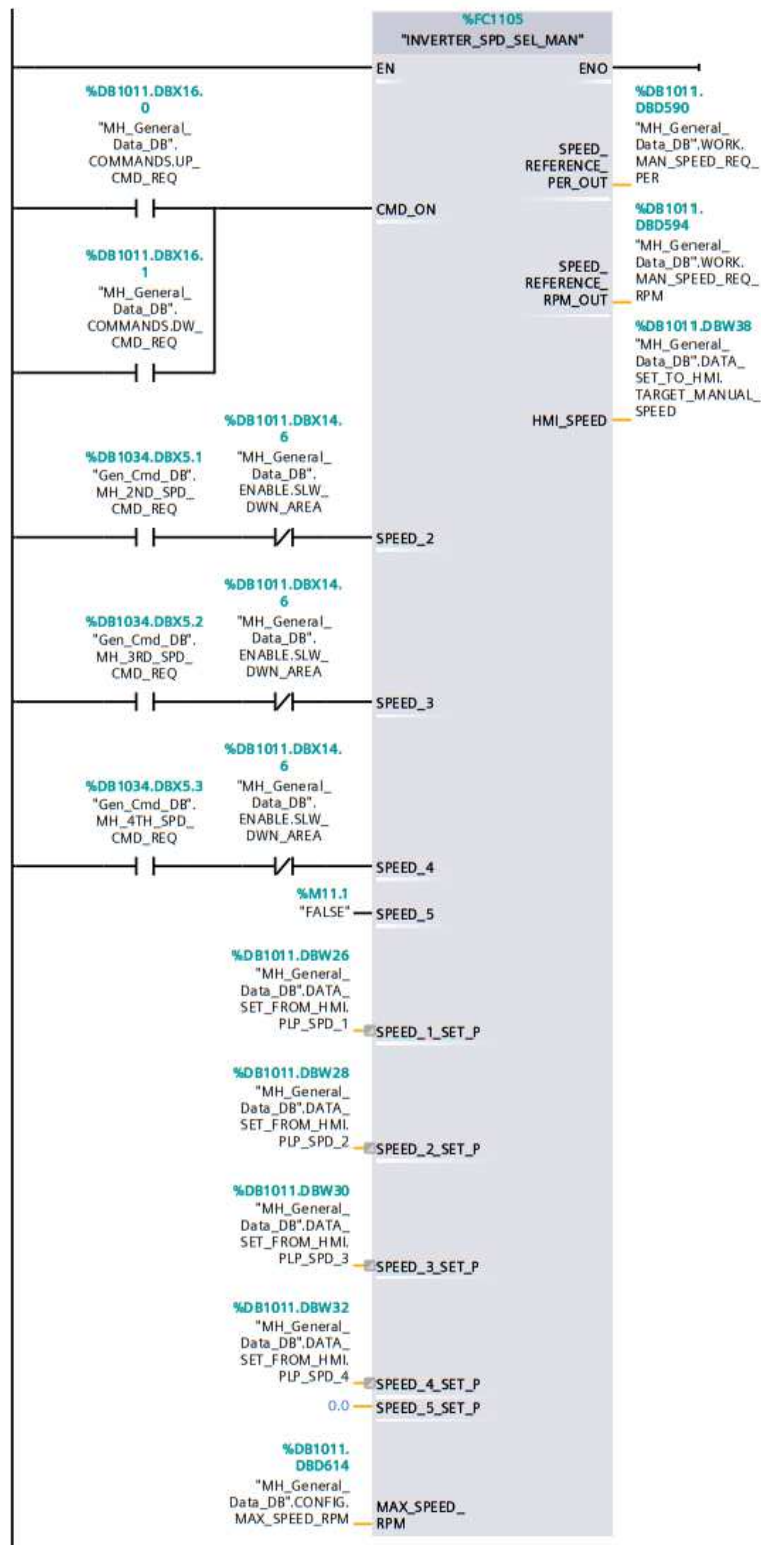 %FC1105
"INVERTER_SPD_SEL_MAN"
EN
ENO
%DB1011.DBX16.
0
"MH_General_
Data_DB".
COMMANDS.UP_
CMD_REQ
CMD_ON
%DB1011.DBX16.
1
"MH_General_
Data_DB".
COMMANDS.DW_
CMD_REQ
SPEED_
REFERENCE_
PER_OUT
%DB1011.
DBD590
"MH_General_
Data_DB".WORK.
MAN_SPEED_REQ_
PER
SPEED_
REFERENCE_
RPM_OUT
%DB1011.
DBD594
"MH_General_
Data_DB".WORK.
MAN_SPEED_REQ_
RPM
HMI_SPEED
%DB1011.DBW38
"MH_General_
Data_DB".DATA_
SET_TO_HMI.
TARGET_MANUAL_
SPEED
%DB1034.DBX5.1
"Gen_Cmd_DB".
MH_2ND_SPD_
CMD_REQ
%DB1011.DBX14.
6
"MH_General_
Data_DB".
ENABLE.SLW_
DWN_AREA
SPEED_2
%DB1034.DBX5.2
"Gen_Cmd_DB".
MH_3RD_SPD_
CMD_REQ
%DB1011.DBX14.
6
"MH_General_
Data_DB".
ENABLE.SLW_
DWN_AREA
SPEED_3
%DB1034.DBX5.3
"Gen_Cmd_DB".
MH_4TH_SPD_
CMD_REQ
%DB1011.DBX14.
6
"MH_General_
Data_DB".
ENABLE.SLW_
DWN_AREA
SPEED_4
%M11.1
"FALSE"
SPEED_5
%DB1011.DBW26
"MH_General_
Data_DB".DATA_
SET_FROM_HMI.
PLP_SPD_1
SPEED_1_SET_P
%DB1011.DBW28
"MH_General_
Data_DB".DATA_
SET_FROM_HMI.
PLP_SPD_2
SPEED_2_SET_P
%DB1011.DBW30
"MH_General_
Data_DB".DATA_
SET_FROM_HMI.
PLP_SPD_3
SPEED_3_SET_P
%DB1011.DBW32
"MH_General_
Data_DB".DATA_
SET_FROM_HMI.
PLP_SPD_4
SPEED_4_SET_P
0.0
SPEED_5_SET_P
%DB1011.
DBD614
"MH_General_
Data_DB".CONFIG.
MAX_SPEED_RPM
MAX_SPEED_
RPM